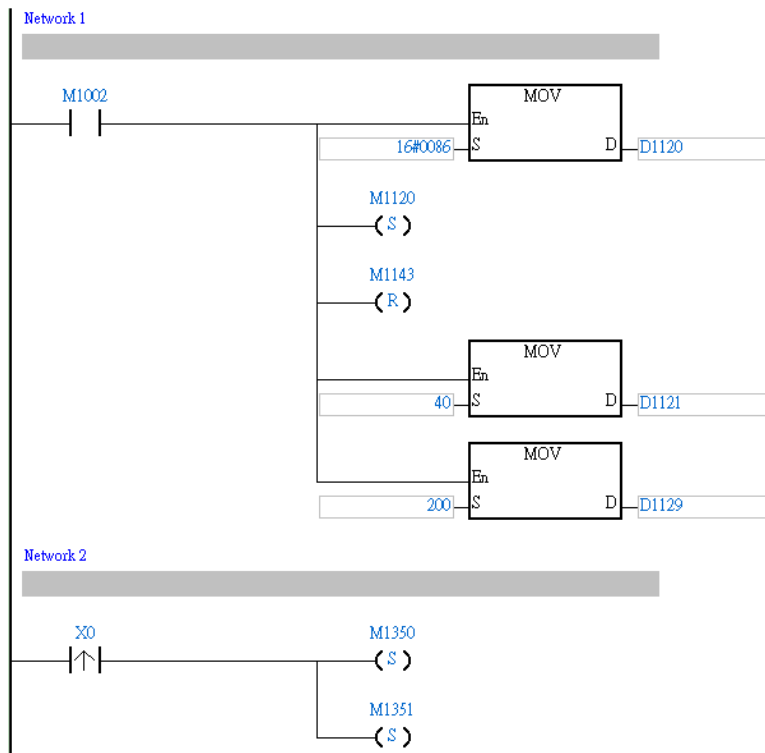 Network 1
M1002
MOV
En
16#0086 S D D1120
M1120
( S )
M1143
( R )
MOV
En
40 S D D1121
MOV
En
200 S D D1129
Network 2
X0 M1350
( S )
M1351
( S )